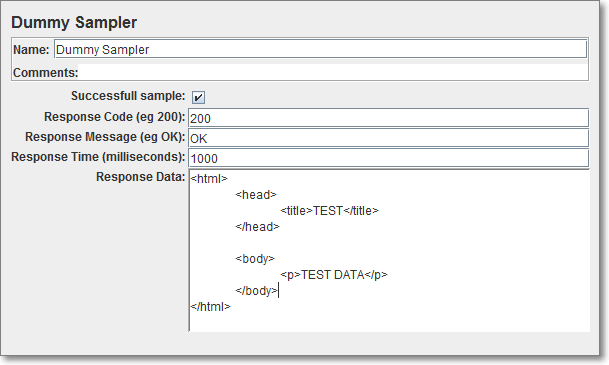 Dummy Sampler
Name: Dummy Sampler
Comments:
Successfull sample:
Response Code (eg 200): 200
Response Message (eg OK): OK
Response Time (milliseconds): 1000
Response Data: <html>
<head>
<title>TEST</title>
</head>
<body>
<p>TEST DATA</p>
</body>
</html>